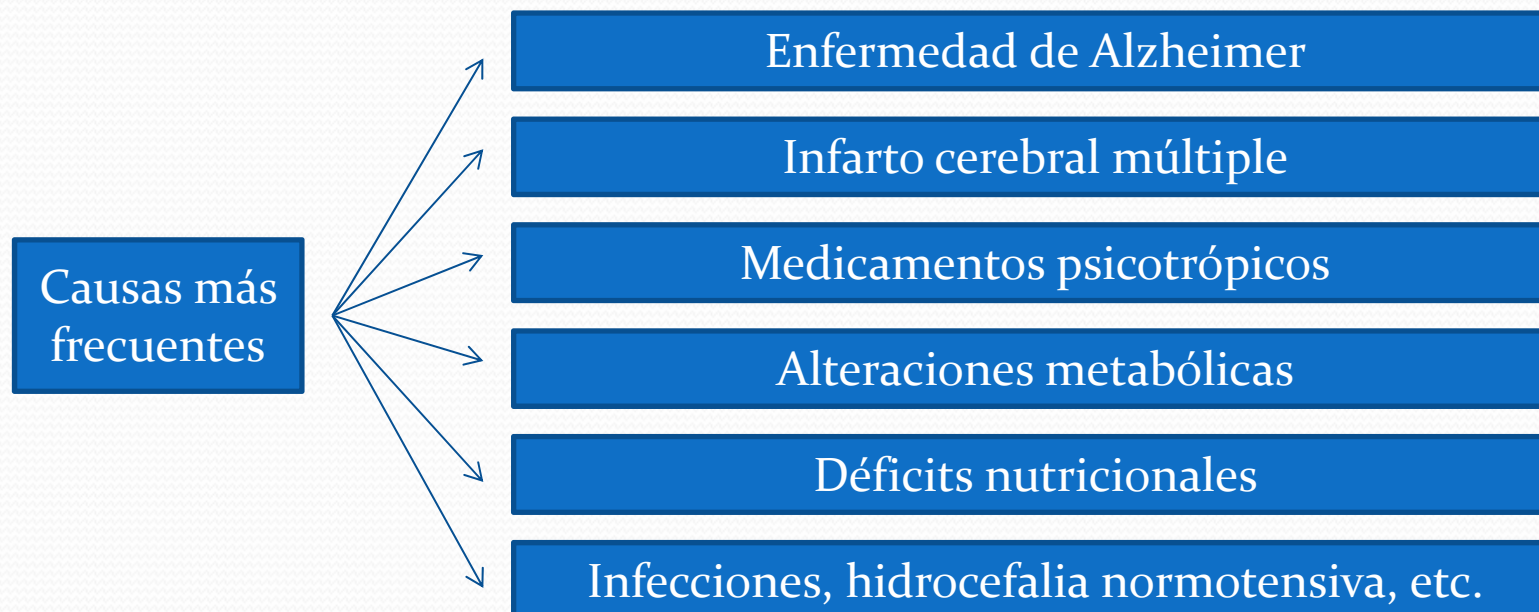 Causas más
frecuentes
Enfermedad de Alzheimer
Infarto cerebral múltiple
Medicamentos psicotrópicos
Alteraciones metabólicas
Déficits nutricionales
Infecciones, hidrocefalia normotensiva, etc.